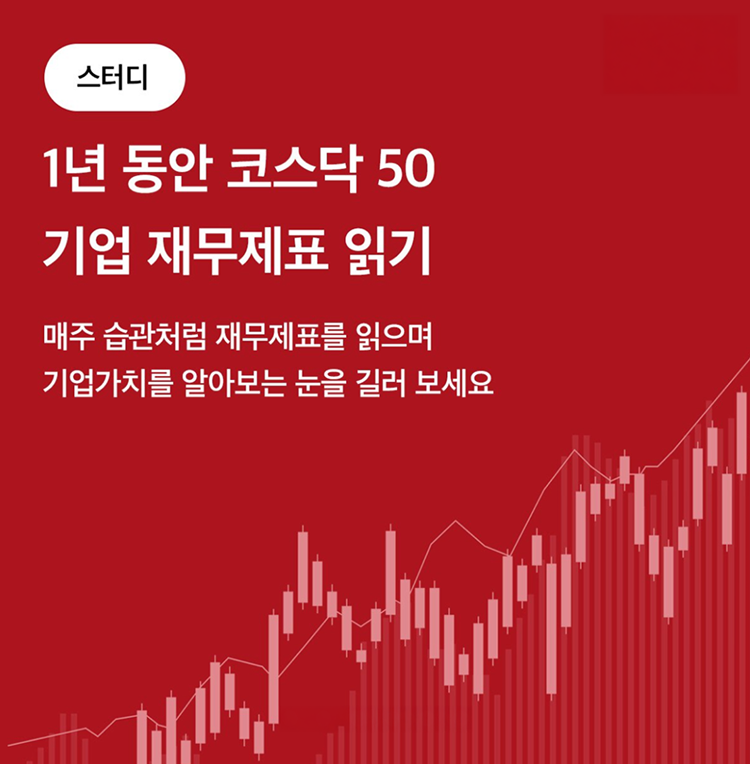 스터디
1년 동안 코스닥 50
기업 재무제표 읽기
매주 습관처럼 재무제표를 읽으며
기업가치를 알아보는 눈을 길러 보세요